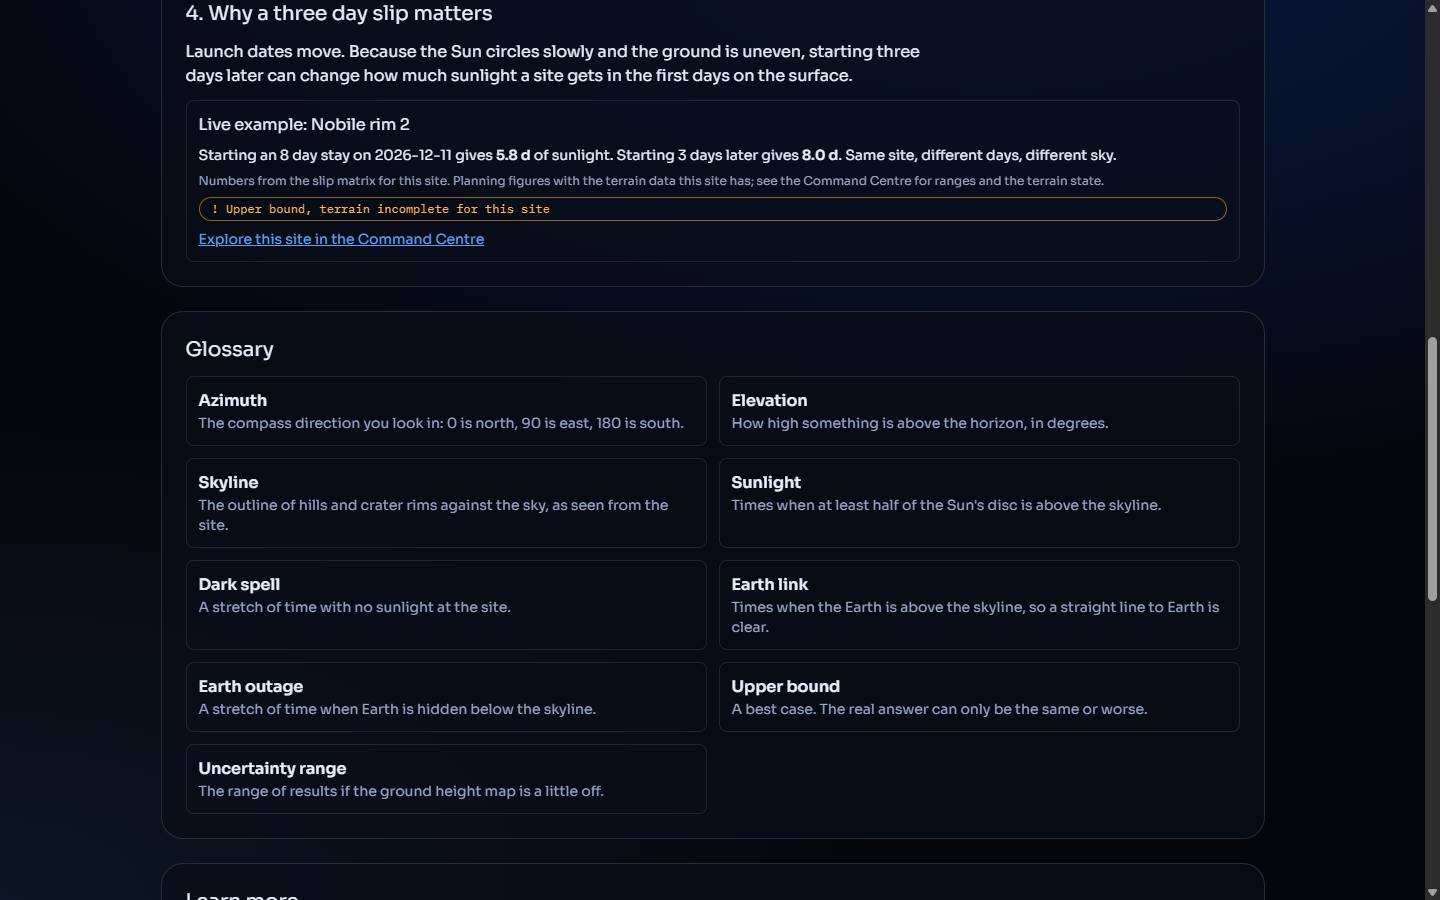 4. Why a three day slip matters
Launch dates move. Because the Sun circles slowly and the ground is uneven, starting three
days later can change how much sunlight a site gets in the first days on the surface.
Live example: Nobile rim 2
Starting an 8 day stay on 2026-12-11 gives 5.8 d of sunlight. Starting 3 days later gives 8.0 d. Same site, different days, different sky.
Numbers from the slip matrix for this site. Planning figures with the terrain data this site has; see the Command Centre for ranges and the terrain state.
! Upper bound, terrain incomplete for this site
Explore this site in the Command Centre
Glossary
Azimuth
The compass direction you look in: 0 is north, 90 is east, 180 is south.
Elevation
How high something is above the horizon, in degrees.
Skyline
The outline of hills and crater rims against the sky, as seen from the
site.
Sunlight
Times when at least half of the Sun's disc is above the skyline.
Dark spell
A stretch of time with no sunlight at the site.
Earth link
Times when the Earth is above the skyline, so a straight line to Earth is
clear.
Earth outage
A stretch of time when Earth is hidden below the skyline.
Upper bound
A best case. The real answer can only be the same or worse.
Uncertainty range
The range of results if the ground height map is a little off.
Learn more